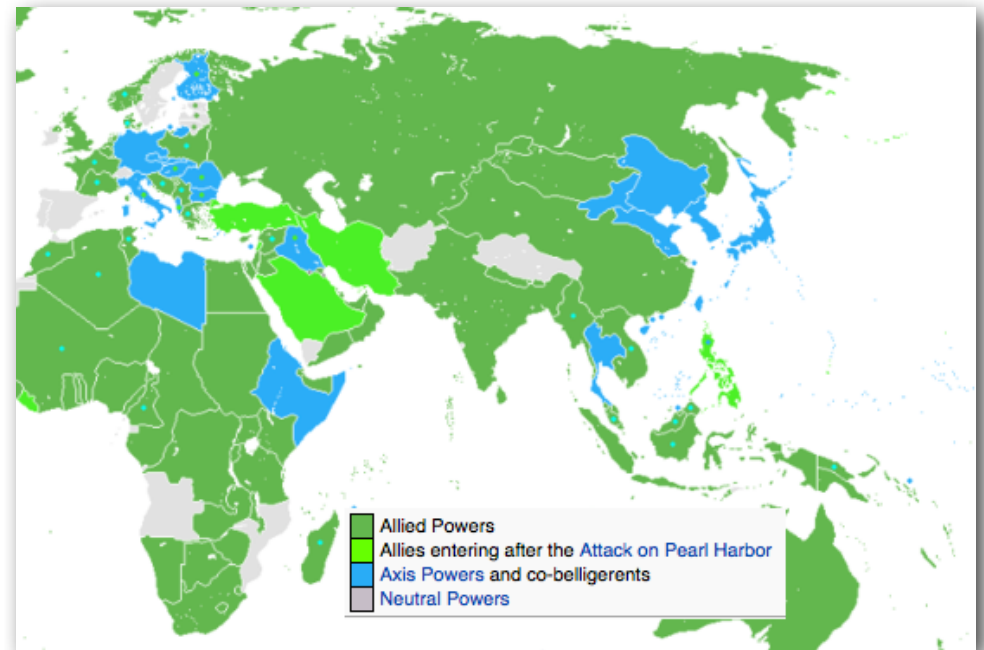 Allied Powers
Allies entering after the Attack on Pearl Harbor
Axis Powers and co-belligerents
Neutral Powers